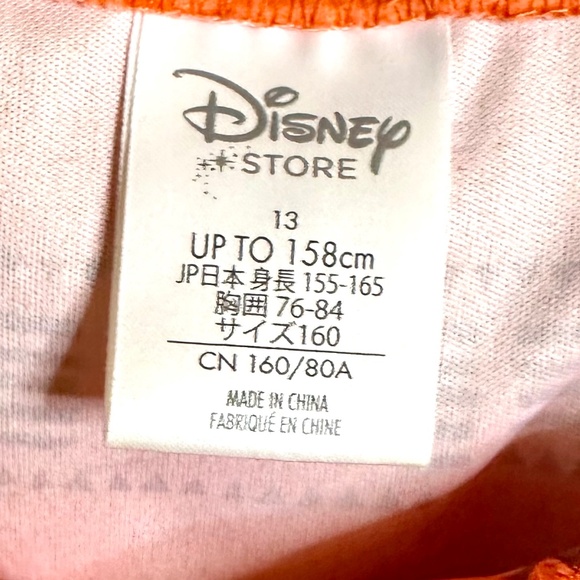 Disney
STORE
13
UP TO 158cm
JP日本 身長 155-165
胸囲 76-84
サイズ160
CN 160/80A
MADE IN CHINA
FABRIQUÉ EN CHINE